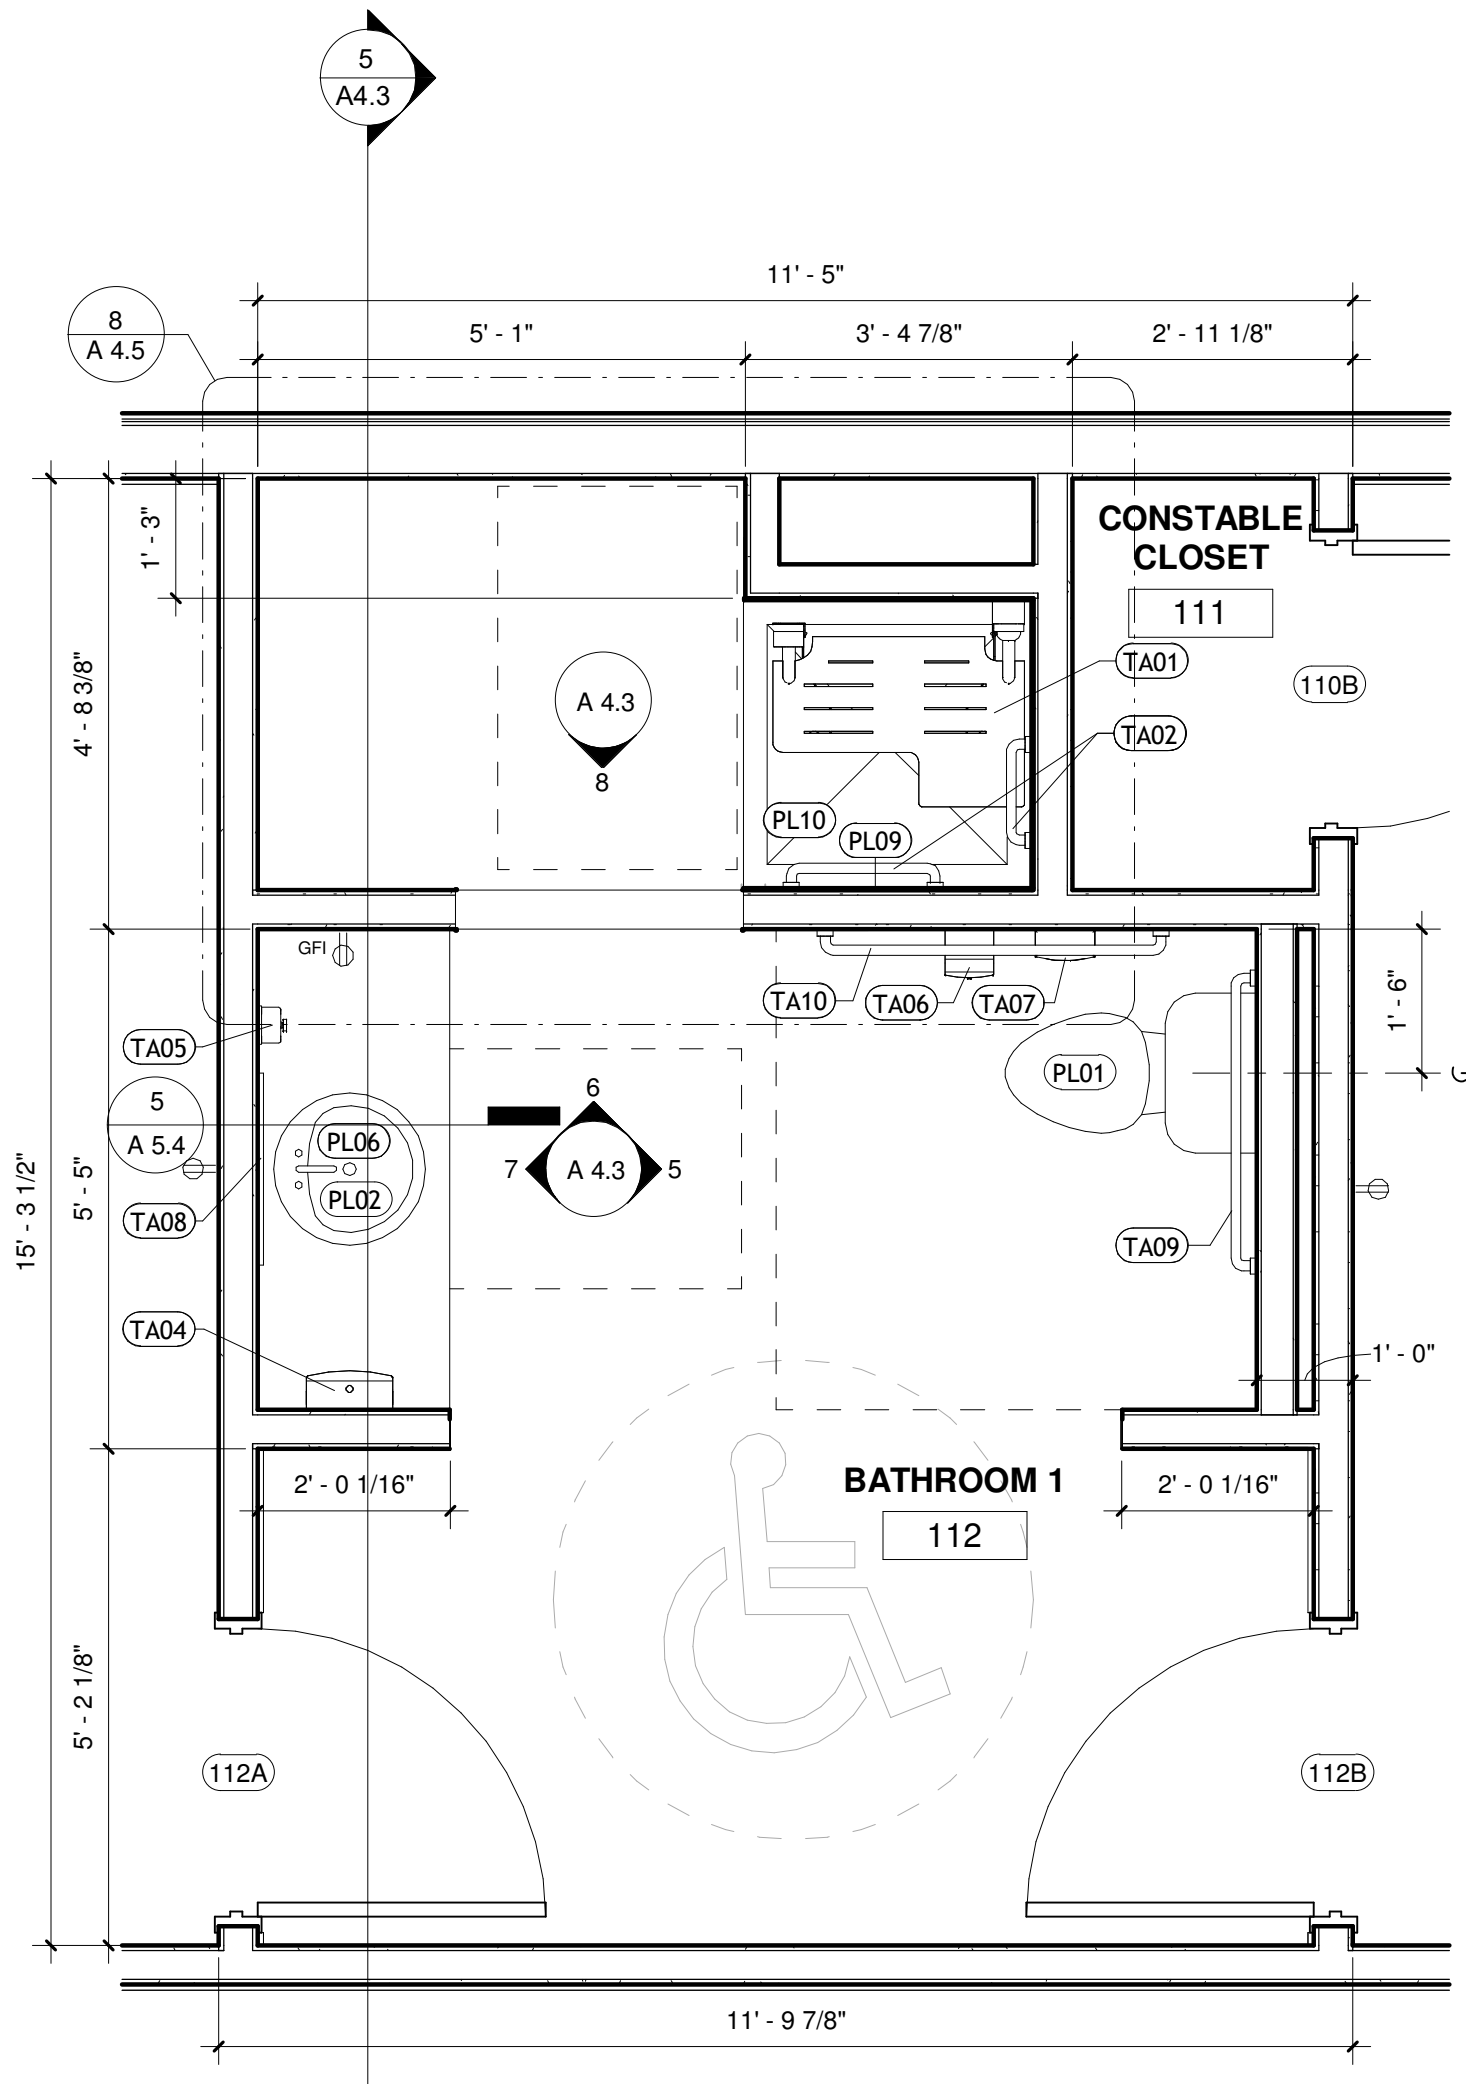 5
A4.3
11' - 5"
8
A 4.5
5' - 1"
3' - 4 7/8"
2' - 11 1/8"
1' - 3"
CONSTABLE
CLOSET
111
TA01
110B
4' - 8 3/8"
A 4.3
8
TA02
PL10
PL09
GFI
TA10
TA06
TA07
1' - 6"
TA05
PL01
G
5
A 5.4
6
PL06
7
A 4.3
5
PL02
15' - 3 1/2"
5' - 5"
TA08
TA09
TA04
1' - 0"
2' - 0 1/16"
BATHROOM 1
2' - 0 1/16"
112
5' - 2 1/8"
112A
112B
11' - 9 7/8"